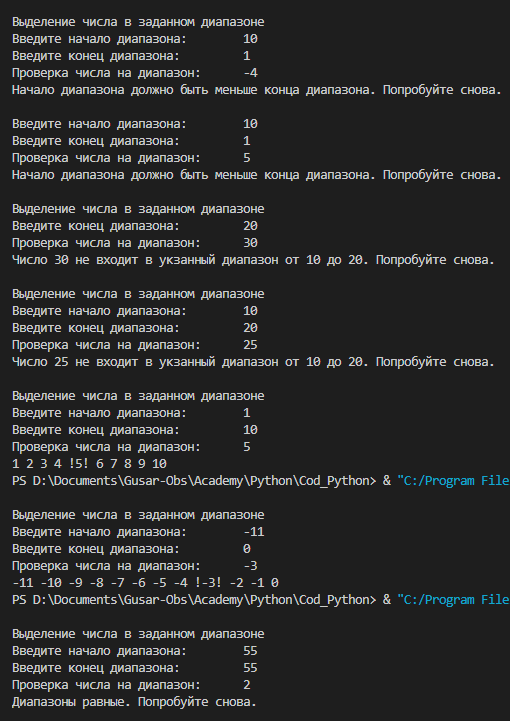 Выделение числа в заданном диапазоне
Введите начало диапазона: 10
Введите конец диапазона: 1
Проверка числа на диапазон: -4
Начало диапазона должно быть меньше конца диапазона. Попробуйте снова.
Введите начало диапазона: 10
Введите конец диапазона: 1
Проверка числа на диапазон: 5
Начало диапазона должно быть меньше конца диапазона. Попробуйте снова.
Выделение числа в заданном диапазоне
Введите конец диапазона: 20
Проверка числа на диапазон: 30
Число 30 не входит в укзанный диапазон от 10 до 20. Попробуйте снова.
Выделение числа в заданном диапазоне
Введите начало диапазона: 10
Введите конец диапазона: 20
Проверка числа на диапазон: 25
Число 25 не входит в укзанный диапазон от 10 до 20. Попробуйте снова.
Выделение числа в заданном диапазоне
Введите начало диапазона: 1
Введите конец диапазона: 10
Проверка числа на диапазон: 5
1 2 3 4 !5! 6 7 8 9 10
PS D:\Documents\Gusar-Obs\Academy\Python\Cod_Python> & "C:/Program File
Выделение числа в заданном диапазоне
Введите начало диапазона: -11
Введите конец диапазона: 0
Проверка числа на диапазон: -3
-11 -10 -9 -8 -7 -6 -5 -4 !-3! -2 -1 0
PS D:\Documents\Gusar-Obs\Academy\Python\Cod_Python> & "C:/Program File
Выделение числа в заданном диапазоне
Введите начало диапазона: 55
Введите конец диапазона: 55
Проверка числа на диапазон: 2
Диапазоны равные. Попробуйте снова.